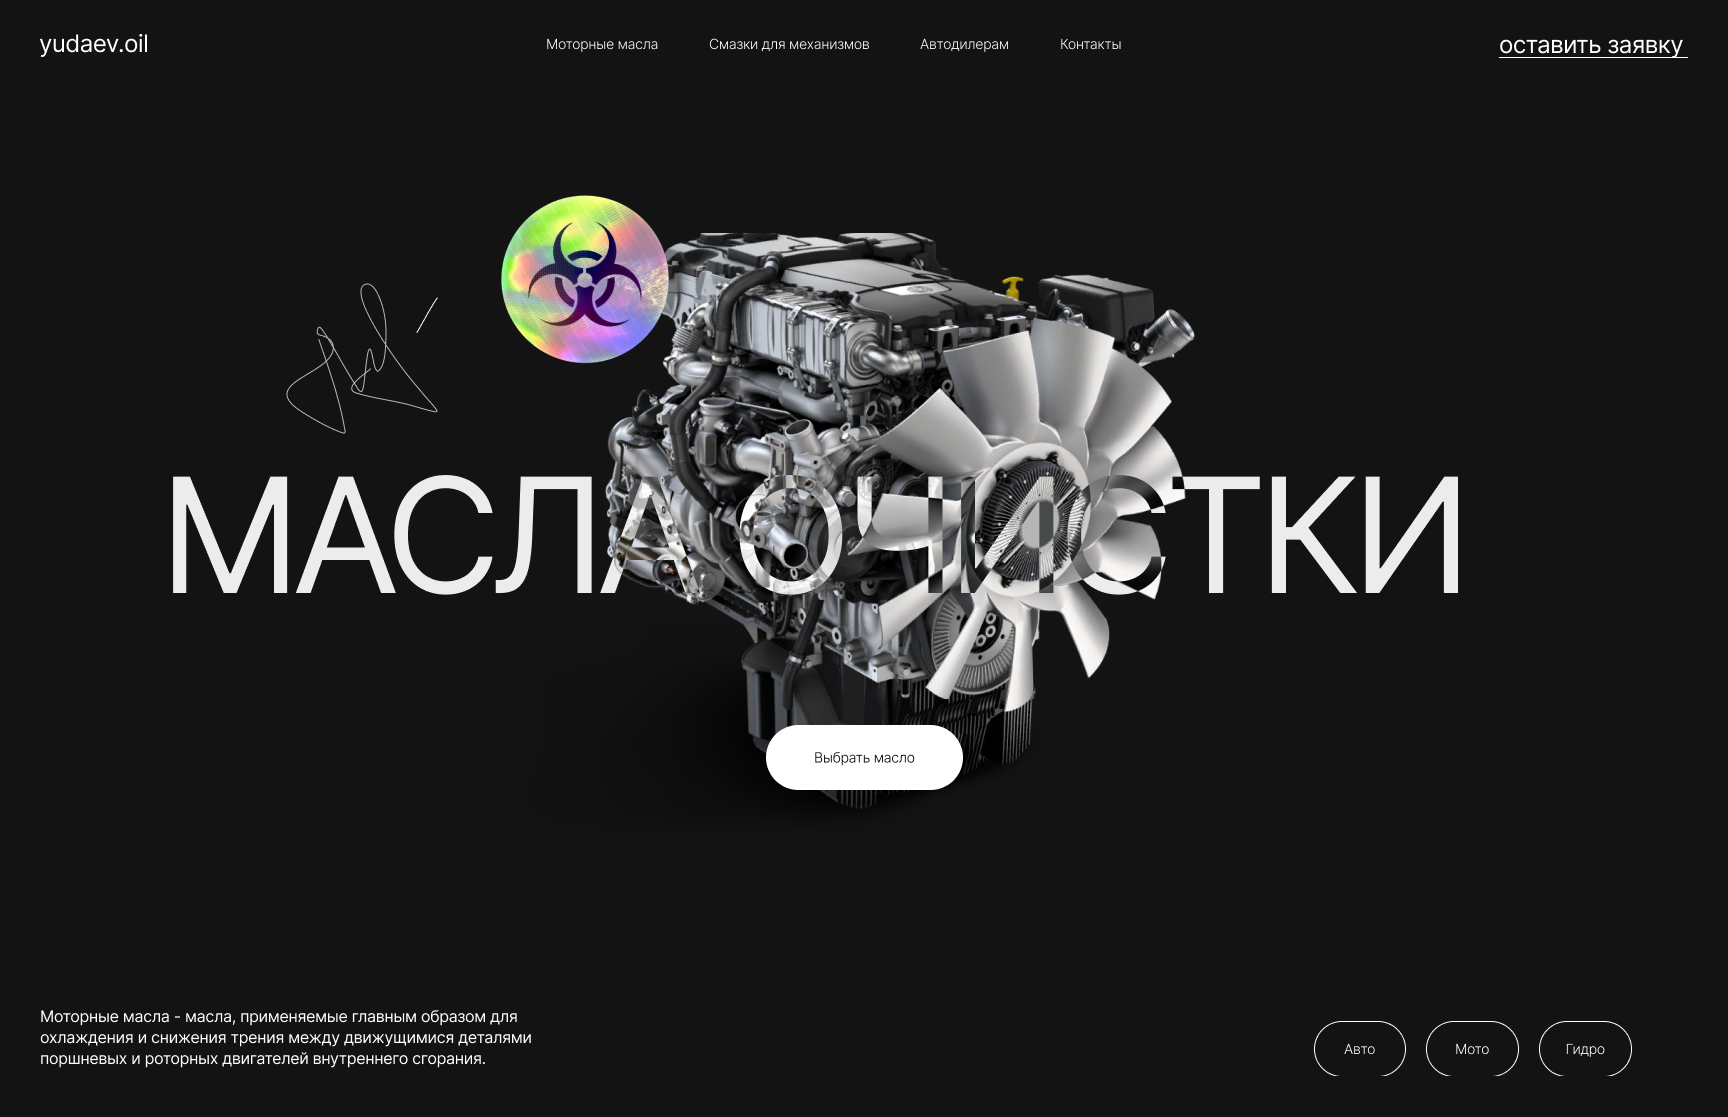 yudaev.oil
Моторные масла
Смазки для механизмов
Автодилерам
Контакты
оставить заявку
МАСЛА ОЧИСТКИ
Выбрать масло
Моторные масла - масла, применяемые главным образом для
охлаждения и снижения трения между движущимися деталями
поршневых и роторных двигателей внутреннего сгорания.
Авто
Мото
Гидро